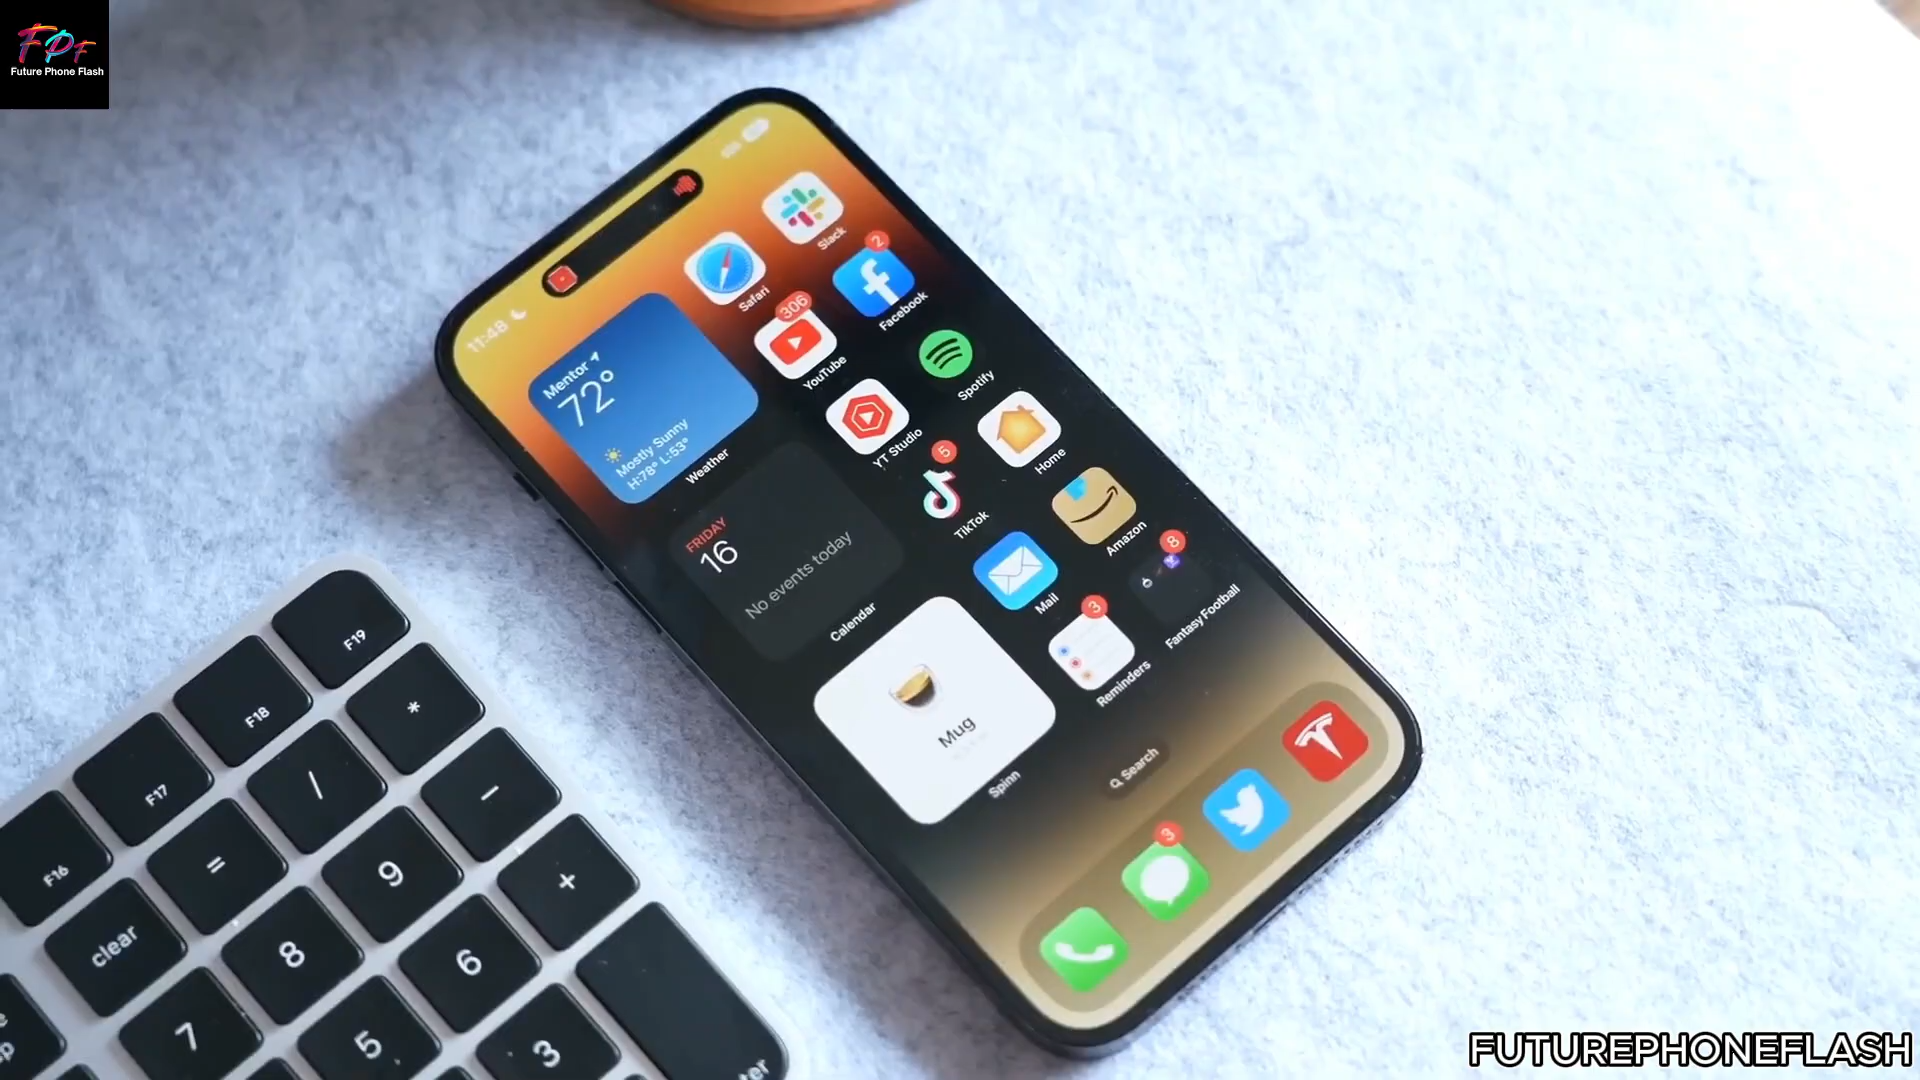 FPF
Future Phone Flash
11:48
Mentor
72°
Mostly Sunny
H:78° L:53°
Weather
Safari
Slack
306
YouTube
2
Facebook
FRIDAY
16
No events today
Calendar
YT Studio
Spotify
5
TikTok
Home
Mug
Spinn
Mail
Amazon
3
Reminders
8
Fantasy Football
Search
3
F19
F18
F17
F16
*
/
=
-
+
9
8
7
6
5
3
clear
FUTUREPHONEFLASH